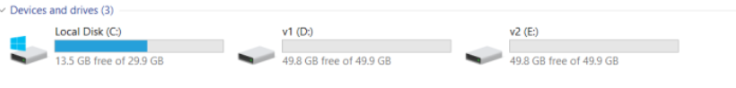 Devices and drives (3)
Local Disk (C:)
13.5 GB free of 29.9 GB
v1 (D:)
49.8 GB free of 49.9 GB
v2 (E:)
49.8 GB free of 49.9 GB